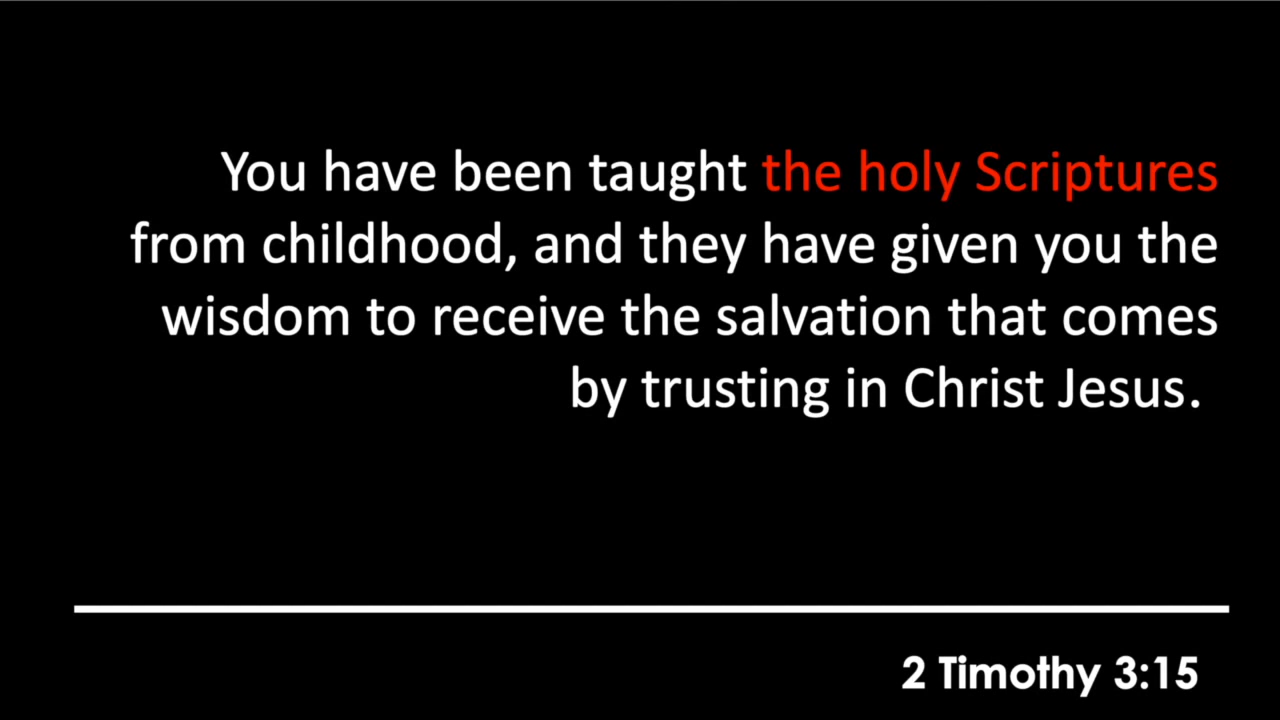 You have been taught the holy Scriptures
from childhood, and they have given you the
wisdom to receive the salvation that comes
by trusting in Christ Jesus.
2 Timothy 3:15